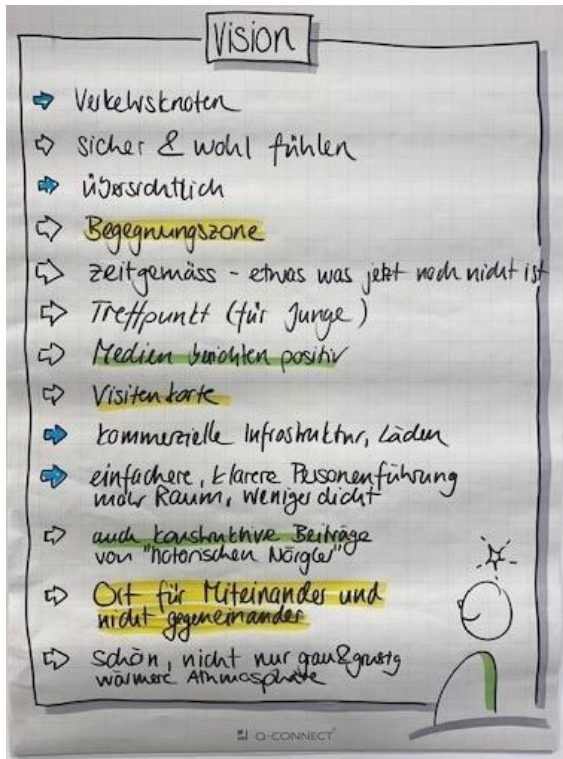 Vision
Verkehrsknoten
sicher & wohl fühlen
übersichtlich
Begegnungszone
zeitgemäss - etwas was jetzt noch nicht ist
Treffpunkt (für Junge)
Medien berichten positiv
Visitenkarte
kommerzielle Infrastruktur, Läden
einfachere, klarere Personenführung
mehr Raum, weniger dicht
auch konstruktive Beiträge
von "notorischen Nörgler"
Ort für Miteinander und
nicht gegeneinander
schön, nicht nur grau & grusig
wärmere Athmosphäre
Q-CONNECT